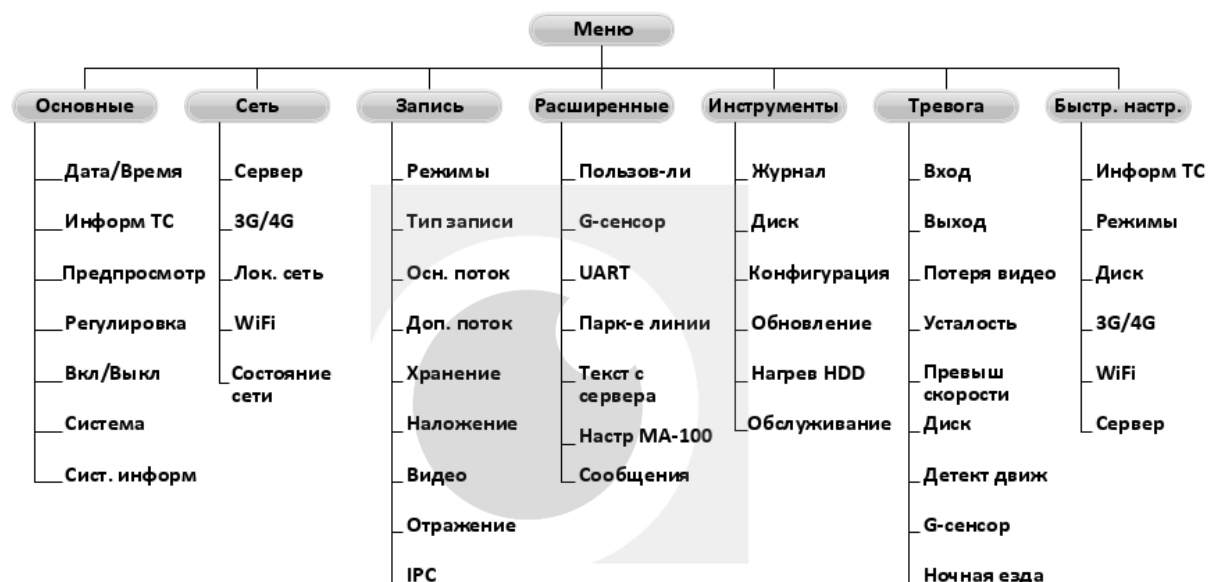 Меню
Основные
Дата/Время
Информ ТС
Предпросмотр
Регулировка
Вкл/Выкл
Система
Сист. информ
Сеть
Сервер
3G/4G
Лок. сеть
WiFi
Состояние
сети
Запись
Режимы
Тип записи
Осн. поток
Доп. поток
Хранение
Наложение
Видео
Отражение
IPC
Расширенные
Пользов-ли
G-сенсор
UART
Парк-е линии
Текст с
сервера
Настр МА-100
Сообщения
Инструменты
Журнал
Диск
Конфигурация
Обновление
Нагрев HDD
Обслуживание
Тревога
Вход
Выход
Потеря видео
Усталость
Превыш
скорости
Диск
Детект движ
G-сенсор
Ночная езда
Быстр. настр.
Информ ТС
Режимы
Диск
3G/4G
WiFi
Сервер